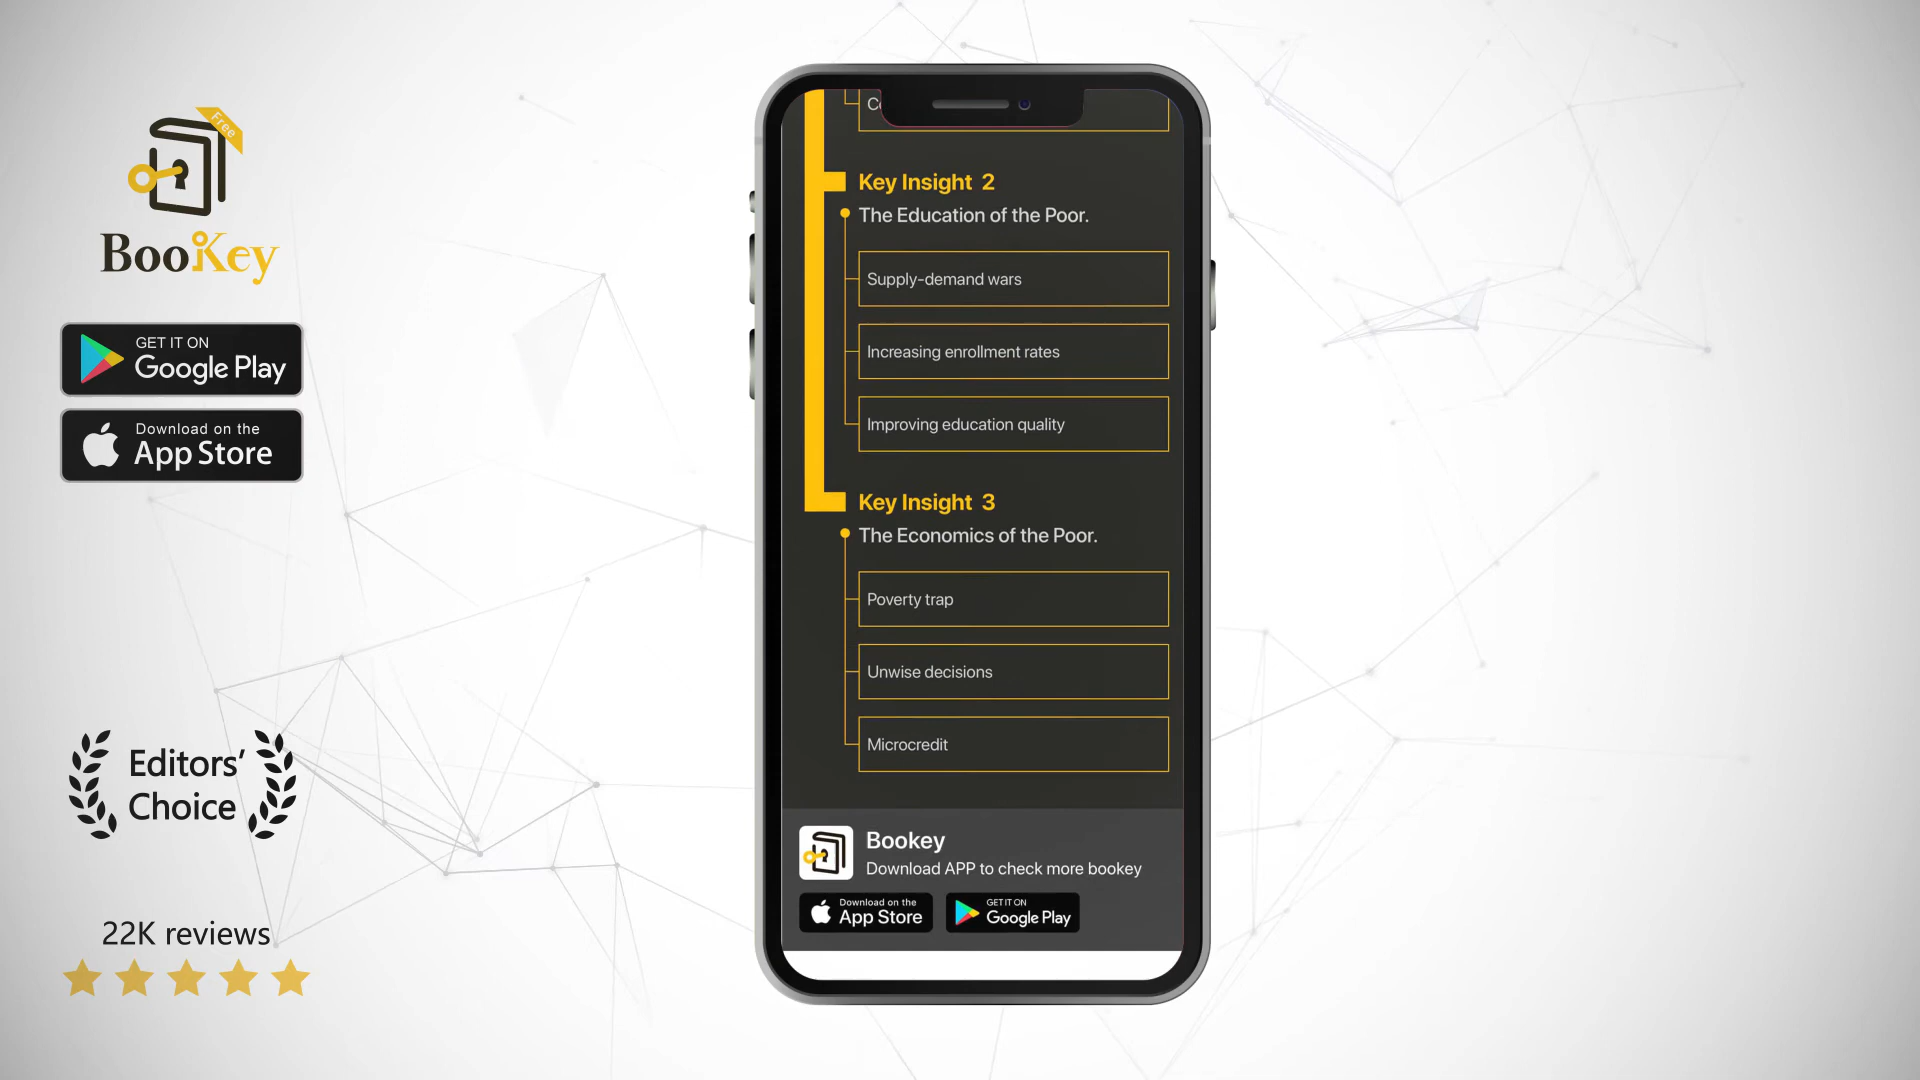 Free
BooKey
GET IT ON
Google Play
Download on the
App Store
Editors'
Choice
22K reviews
Key Insight 2
The Education of the Poor.
Supply-demand wars
Increasing enrollment rates
Improving education quality
Key Insight 3
The Economics of the Poor.
Poverty trap
Unwise decisions
Microcredit
Bookey
Download APP to check more bookey
Download on the
App Store
GET IT ON
Google Play